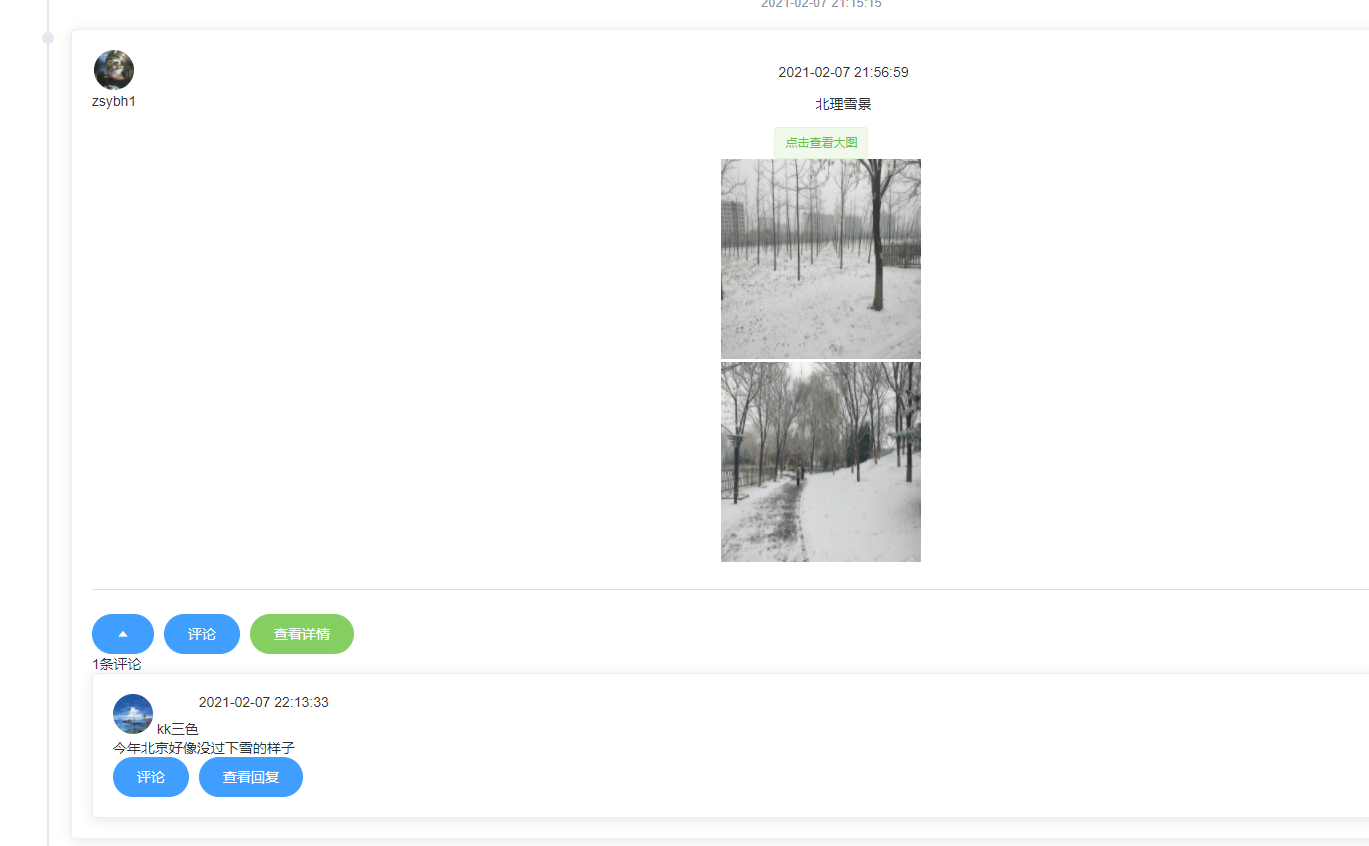 2021-02-07 21:15:15
2021-02-07 21:56:59
zsybh1
北理雪景
点击查看大图
评论 查看详情
1条评论
2021-02-07 22:13:33
kk三色
今年北京好像没过下雪的样子
评论 查看回复